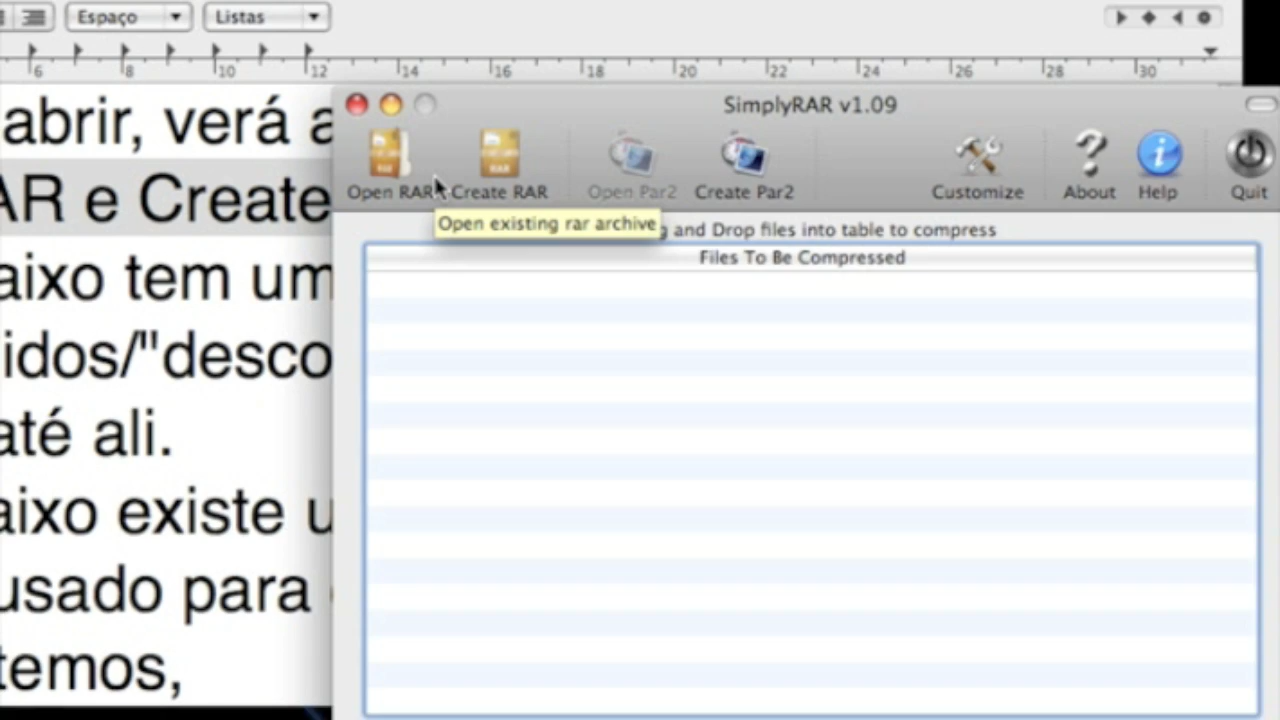 Espaço
Listas
6 8 10 12 14 16 18 20 22 24 26 28 30
abrir, verá a
AR e Create
aixo tem um
idos/"desco
até ali.
aixo existe u
usado para
temos,
SimplyRAR v1.09
Open RAR
Create RAR
Open Par2
Create Par2
Customize
About
Help
Quit
Open existing rar archive
g and Drop files into table to compress
Files To Be Compressed